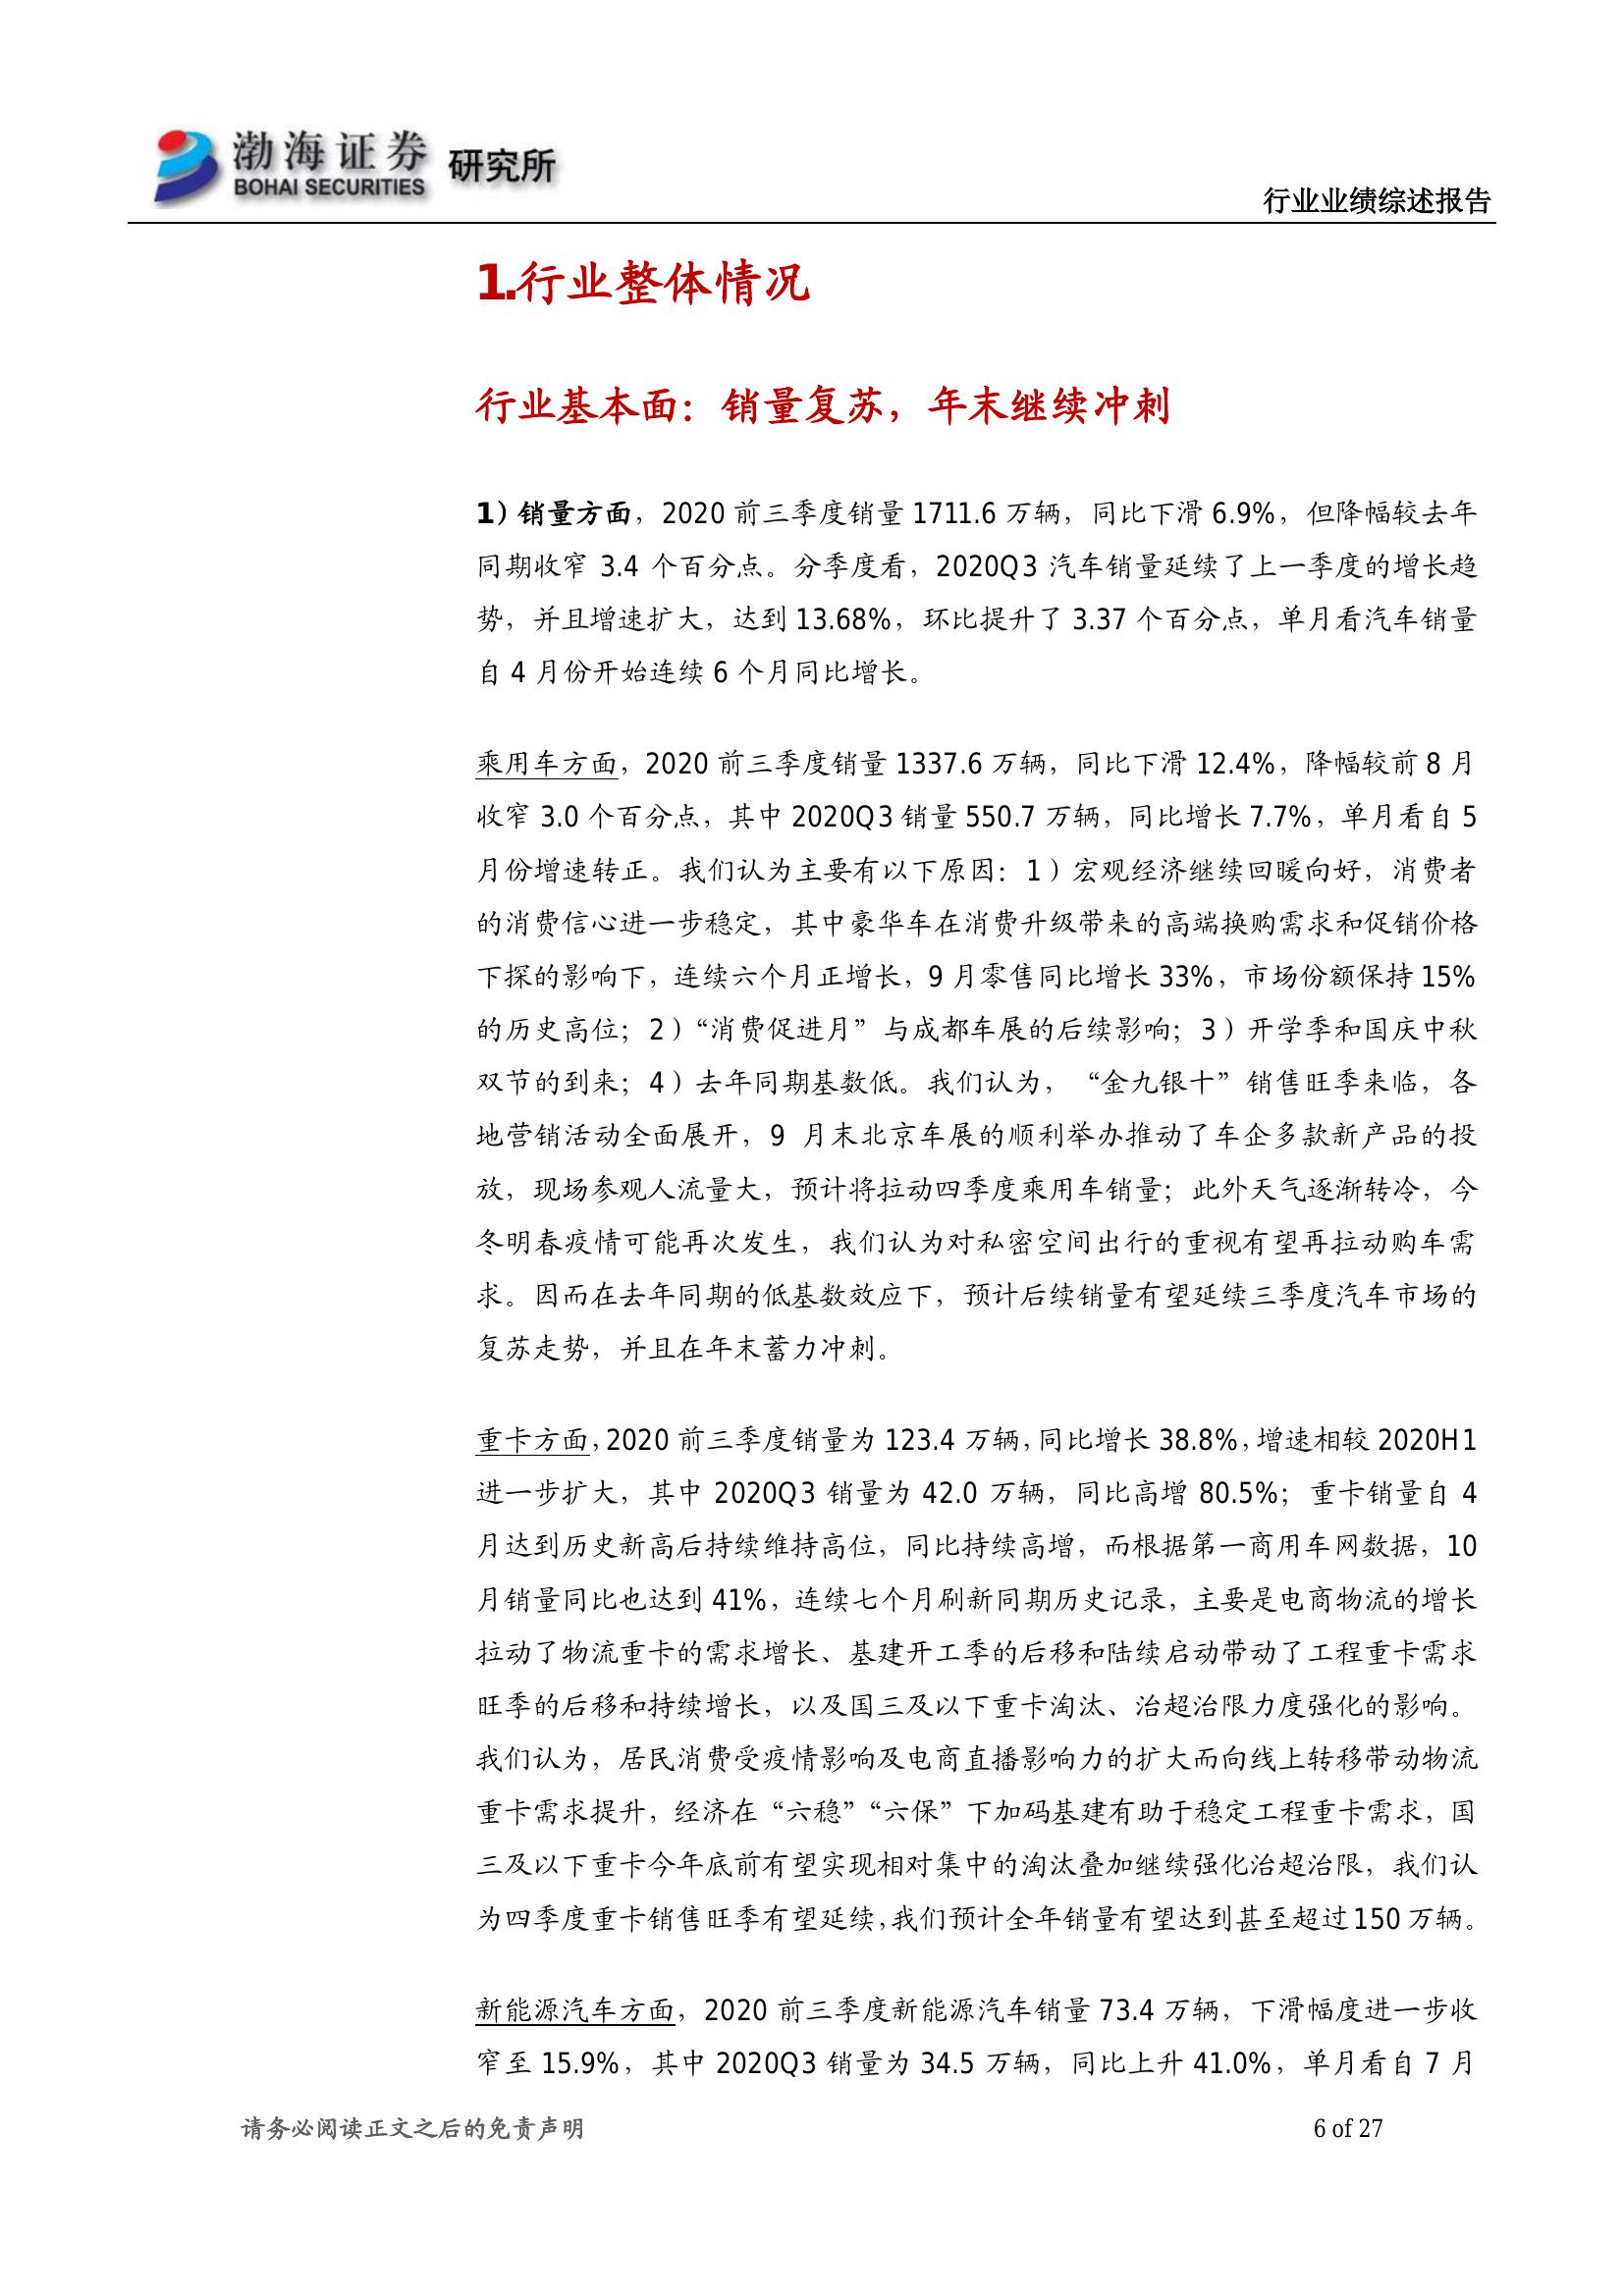 渤海证券 研究所
BOHAI SECURITIES
行业业绩综述报告
1.行业整体情况
行业基本面：销量复苏，年末继续冲刺
1）销量方面，2020 前三季度销量 1711.6 万辆，同比下滑 6.9%，但降幅较去年
同期收窄 3.4 个百分点。分季度看，2020Q3 汽车销量延续了上一季度的增长趋
势，并且增速扩大，达到 13.68%，环比提升了 3.37 个百分点，单月看汽车销量
自 4 月份开始连续 6 个月同比增长。
乘用车方面，2020 前三季度销量 1337.6 万辆，同比下滑 12.4%，降幅较前 8 月
收窄 3.0 个百分点，其中 2020Q3 销量 550.7 万辆，同比增长 7.7%，单月看自 5
月份增速转正。我们认为主要有以下原因：1）宏观经济继续回暖向好，消费者
的消费信心进一步稳定，其中豪华车在消费升级带来的高端换购需求和促销价格
下探的影响下，连续六个月正增长，9 月零售同比增长 33%，市场份额保持 15%
的历史高位；2）“消费促进月”与成都车展的后续影响；3）开学季和国庆中秋
双节的到来；4）去年同期基数低。我们认为，“金九银十”销售旺季来临，各
地营销活动全面展开，9 月末北京车展的顺利举办推动了车企多款新产品的投
放，现场参观人流量大，预计将拉动四季度乘用车销量；此外天气逐渐转冷，今
冬明春疫情可能再次发生，我们认为对私密空间出行的重视有望再拉动购车需
求。因而在去年同期的低基数效应下，预计后续销量有望延续三季度汽车市场的
复苏走势，并且在年末蓄力冲刺。
重卡方面，2020 前三季度销量为 123.4 万辆，同比增长 38.8%，增速相较 2020H1
进一步扩大，其中 2020Q3 销量为 42.0 万辆，同比高增 80.5%；重卡销量自 4
月达到历史新高后持续维持高位，同比持续高增，而根据第一商用车网数据，10
月销量同比也达到 41%，连续七个月刷新同期历史记录，主要是电商物流的增长
拉动了物流重卡的需求增长、基建开工季的后移和陆续启动带动了工程重卡需求
旺季的后移和持续增长，以及国三及以下重卡淘汰、治超治限力度强化的影响。
我们认为，居民消费受疫情影响及电商直播影响力的扩大而向线上转移带动物流
重卡需求提升，经济在“六稳”“六保”下加码基建有助于稳定工程重卡需求，国
三及以下重卡今年底前有望实现相对集中的淘汰叠加继续强化治超治限，我们认
为四季度重卡销售旺季有望延续，我们预计全年销量有望达到甚至超过 150 万辆。
新能源汽车方面，2020 前三季度新能源汽车销量 73.4 万辆，下滑幅度进一步收
窄至 15.9%，其中 2020Q3 销量为 34.5 万辆，同比上升 41.0%，单月看自 7 月
请务必阅读正文之后的免责声明
6 of 27